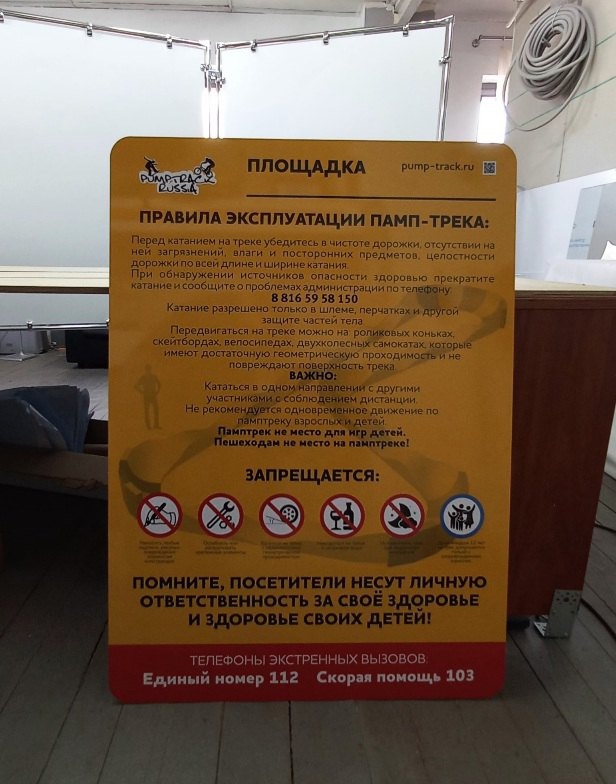 PUMPTRACK
RUSSIA
ПЛОЩАДКА
pump-track.ru
ПРАВИЛА ЭКСПЛУАТАЦИИ ПАМП-ТРЕКА:
Перед катанием на треке убедитесь в чистоте дорожки, отсутствии на
ней загрязнений, влаги и посторонних предметов, целостности
дорожки по всей длине и ширине катания.
При обнаружении источников опасности здоровью прекратите
катание и сообщите о проблемах администрации по телефону:
8 816 59 58 150
Катание разрешено только в шлеме, перчатках и другой
защите частей тела.
Передвигаться на треке можно на: роликовых коньках,
скейтбордах, велосипедах, двухколесных самокатах, которые
имеют достаточную геометрическую проходимость и не
повреждают поверхность трека.
ВАЖНО:
Кататься в одном направлении с другими
участниками с соблюдением дистанции.
Не рекомендуется одновременное движение по
памптреку взрослых и детей.
Памптрек не место для игр детей.
Пешеходам не место на памптреке!
ЗАПРЕЩАЕТСЯ:
ПОМНИТЕ, ПОСЕТИТЕЛИ НЕСУТ ЛИЧНУЮ
ОТВЕТСТВЕННОСТЬ ЗА СВОЁ ЗДОРОВЬЕ
И ЗДОРОВЬЕ СВОИХ ДЕТЕЙ!
ТЕЛЕФОНЫ ЭКСТРЕННЫХ ВЫЗОВОВ:
Единый номер 112 Скорая помощь 103